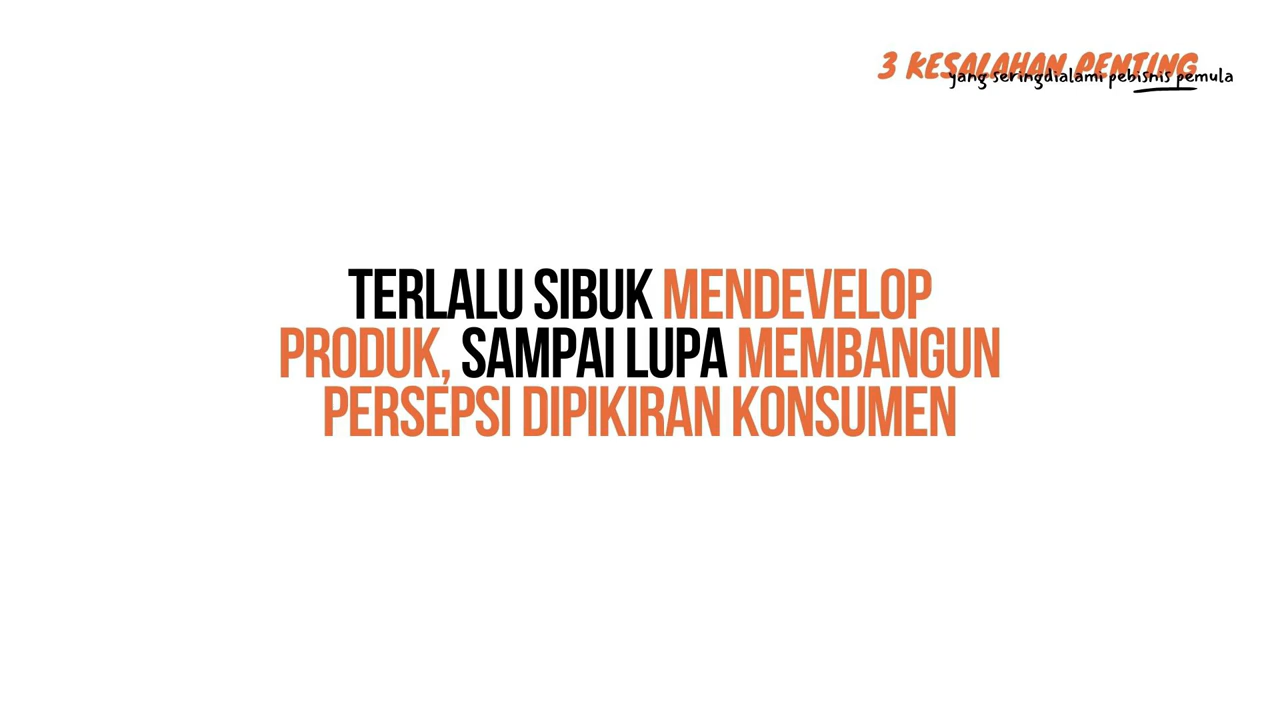 3 KESALAHAN PENTING
yang seringdialami pebisnis pemula
TERLALU SIBUK MENDEVELOP
PRODUK, SAMPAI LUPA MEMBANGUN
PERSEPSI DIPIKIRAN KONSUMEN